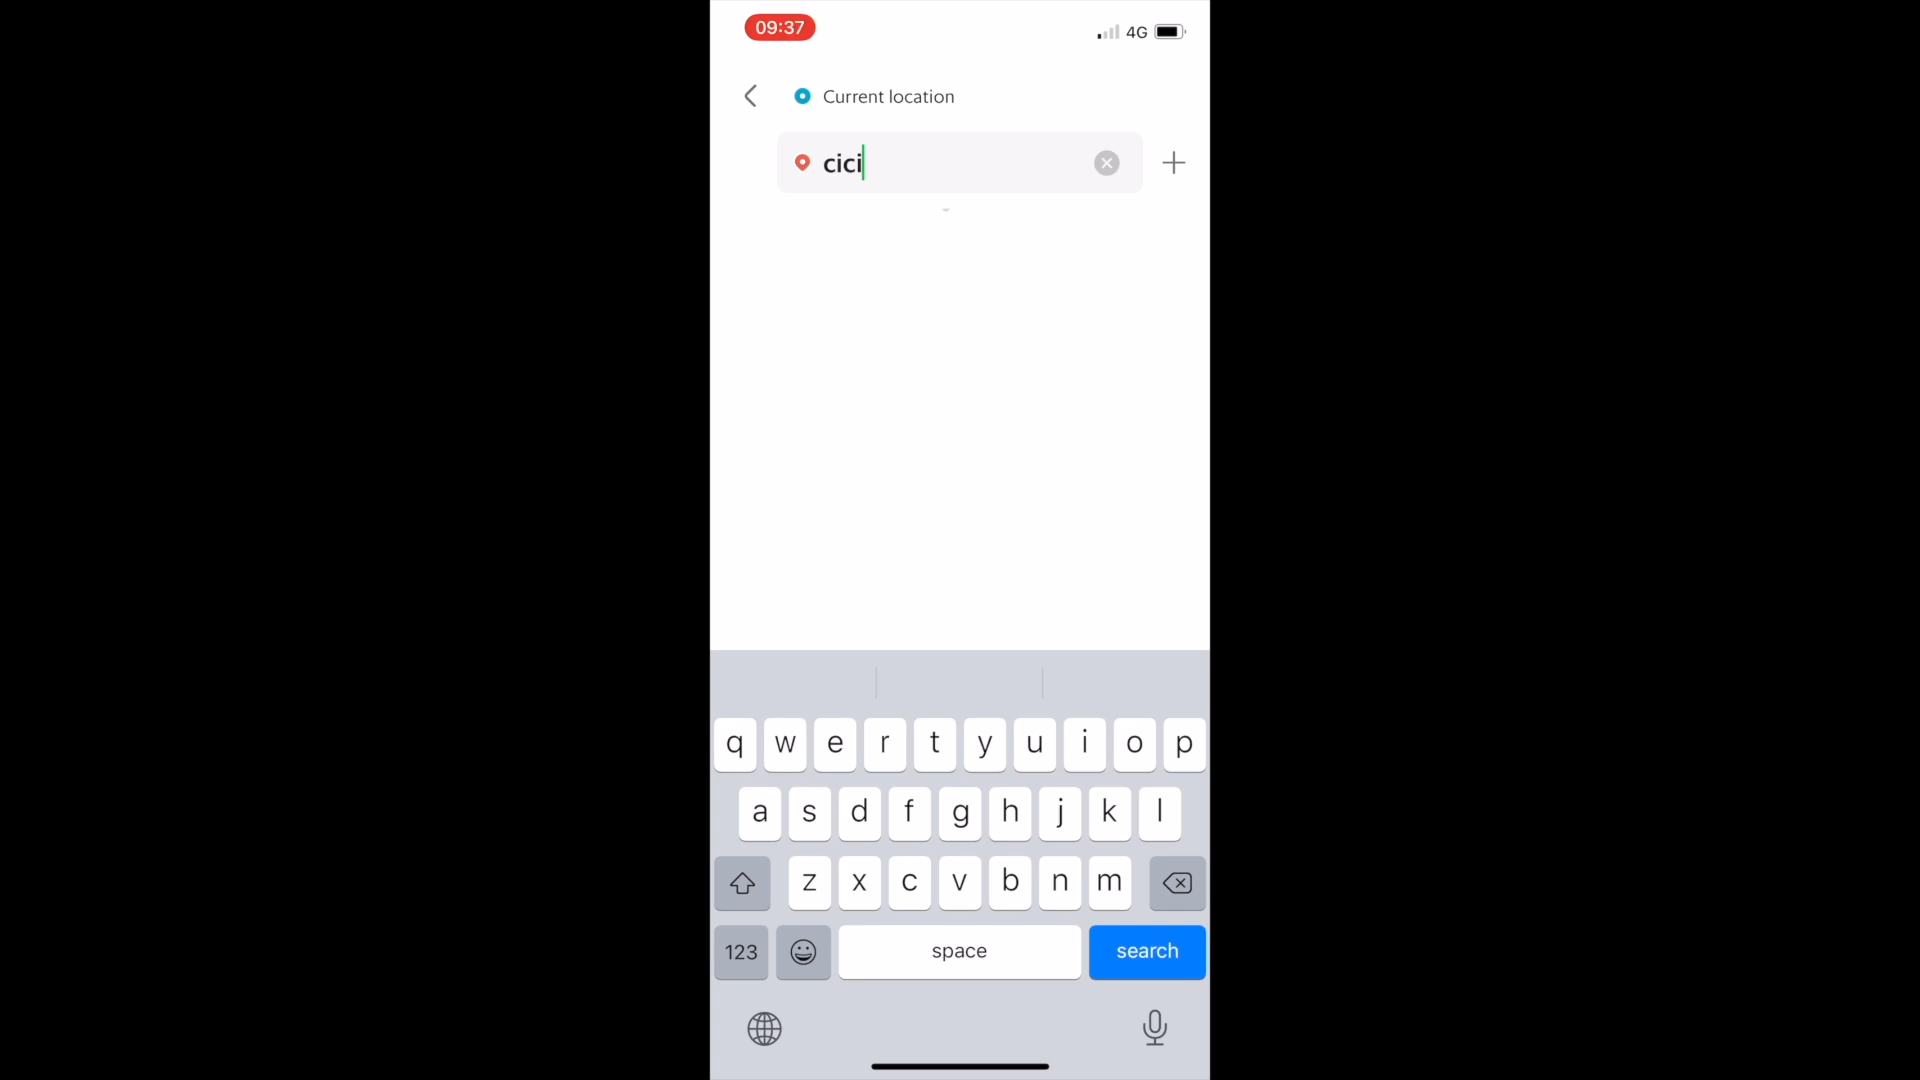 09:37
4G
Current location
cici
q w e r t y u i o p
a s d f g h j k l
z x c v b n m
123 space search